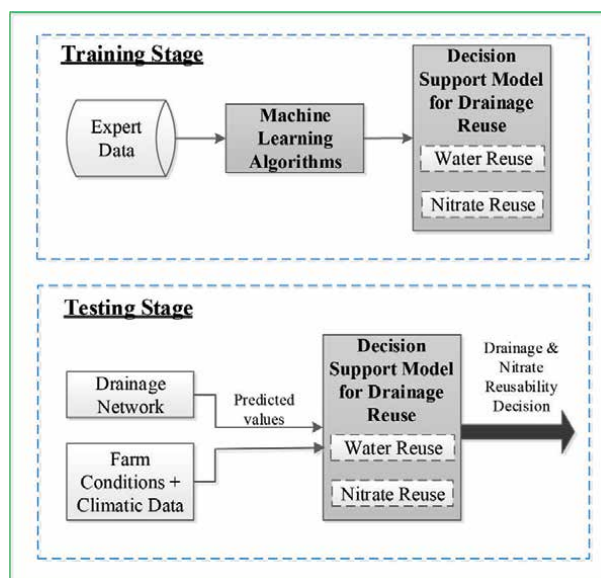 Training Stage
Expert
Data
Machine
Learning
Algorithms
Decision
Support Model
for Drainage
Reuse
Water Reuse
Nitrate Reuse
Testing Stage
Drainage
Network
Farm
Conditions +
Climatic Data
Predicted
values
Decision
Support Model
for Drainage
Reuse
Water Reuse
Nitrate Reuse
Drainage &
Nitrate
Reusability
Decision